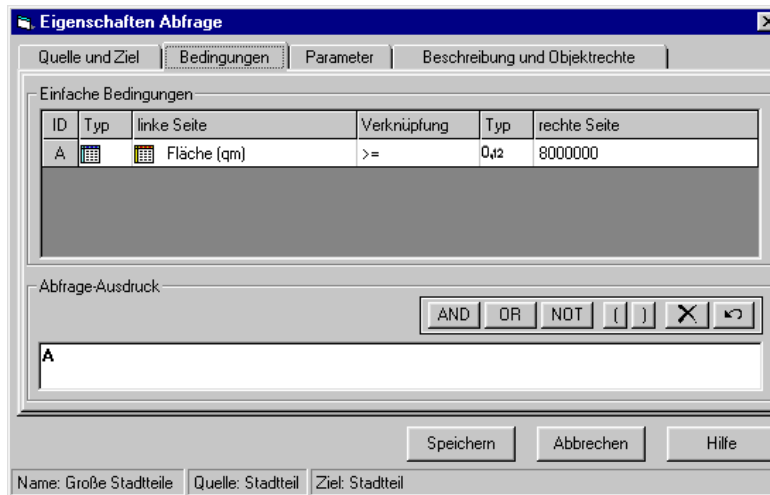 Eigenschaften Abfrage
Quelle und Ziel Bedingungen Parameter Beschreibung und Objektrechte
Einfache Bedingungen
ID Typ linke Seite Verknüpfung Typ rechte Seite
A Fläche (qm) >= 0,12 8000000
Abfrage-Ausdruck
AND OR NOT ( )
A
Speichern Abbrechen Hilfe
Name: Große Stadtteile Quelle: Stadtteil Ziel: Stadtteil